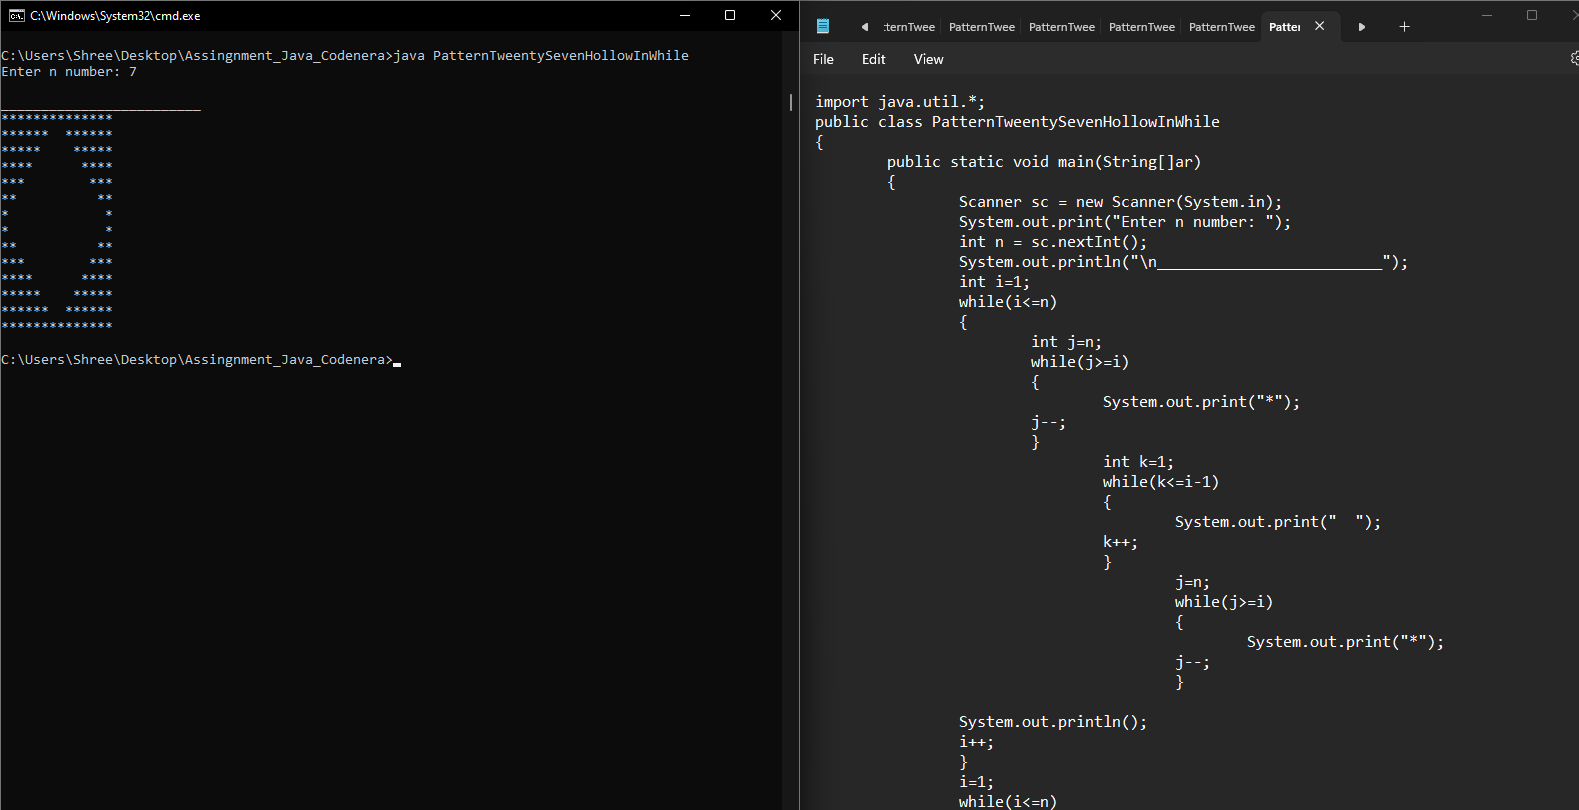 C:\Windows\System32\cmd.exe
C:\Users\Shree\Desktop\Assingnment_Java_Codenera>java PatternTweentySevenHollowInWhile
Enter n number: 7
_________________________
**************
******  ******
*****    *****
****      ****
***        ***
**          **
*            *
*            *
**          **
***        ***
****      ****
*****    *****
******  ******
**************
C:\Users\Shree\Desktop\Assingnment_Java_Codenera>
ternTwee PatternTwee PatternTwee PatternTwee PatternTwee Patter
File Edit View
import java.util.*;
public class PatternTweentySevenHollowInWhile
{
public static void main(String[]ar)
{
Scanner sc = new Scanner(System.in);
System.out.print("Enter n number: ");
int n = sc.nextInt();
System.out.println("\n_________________________");
int i=1;
while(i<=n)
{
int j=n;
while(j>=i)
{
System.out.print("*");
j--;
}
int k=1;
while(k<=i-1)
{
System.out.print("  ");
k++;
}
j=n;
while(j>=i)
{
System.out.print("*");
j--;
}
System.out.println();
i++;
}
i=1;
while(i<=n)